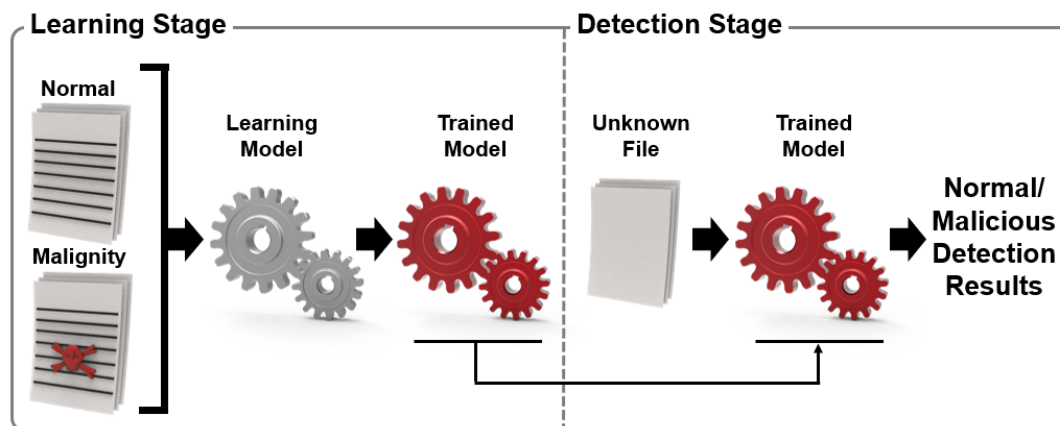 Learning Stage
Detection Stage
Normal
Malignity
Learning
Model
Trained
Model
Unknown
File
Trained
Model
Normal/
Malicious
Detection
Results